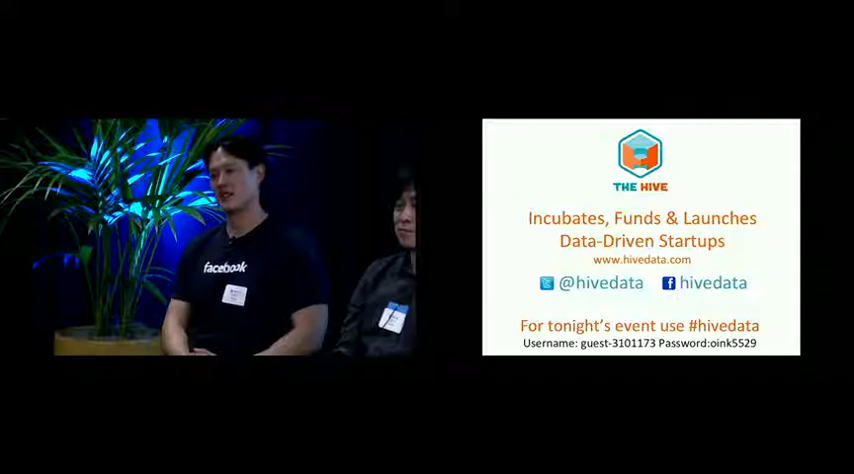 facebook
THE HIVE
Incubates, Funds & Launches
Data-Driven Startups
www.hivedata.com
@hivedata hivedata
For tonight's event use #hivedata
Username: guest-3101173 Password:oink5529